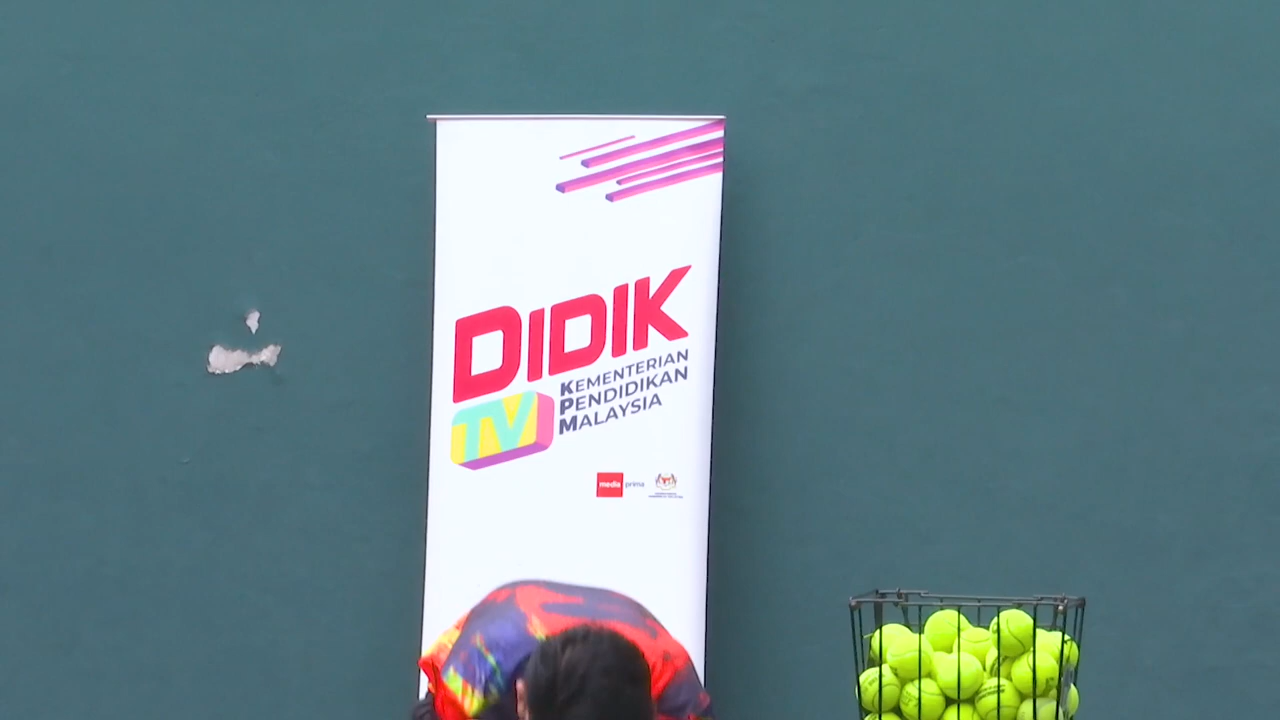 DIDIK
TV
KEMENTERIAN
PENDIDIKAN
MALAYSIA
media prima